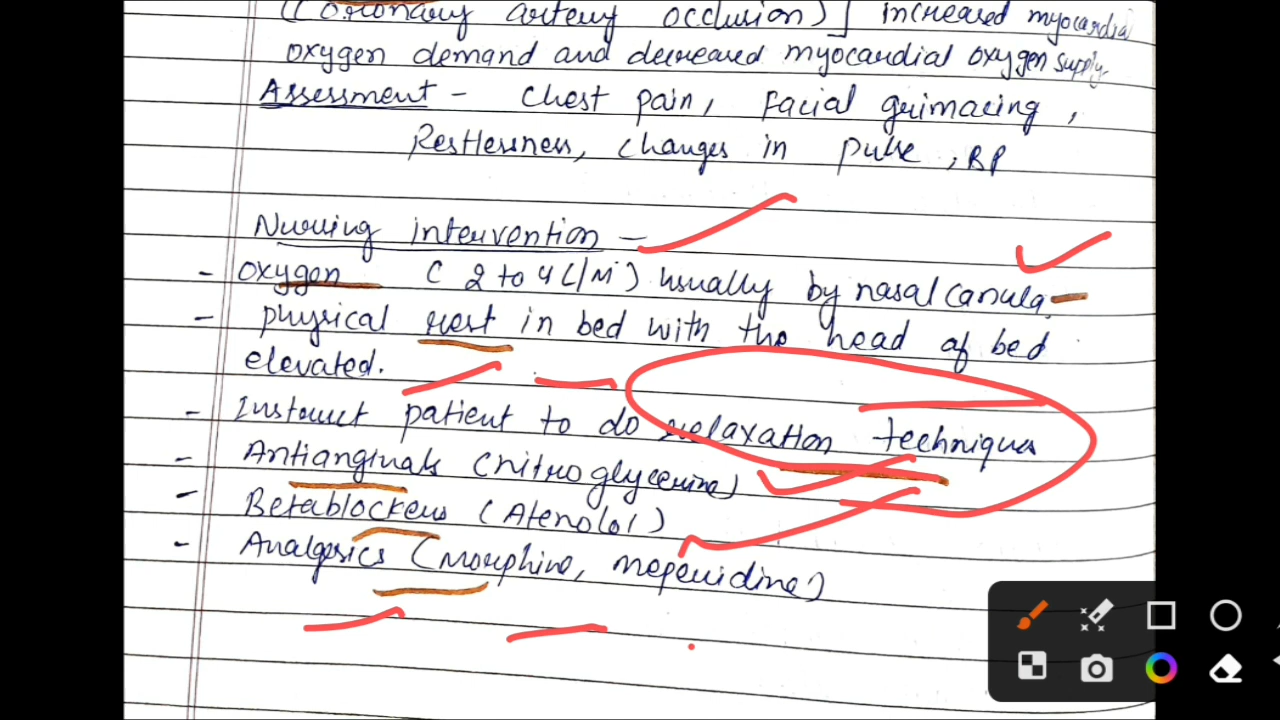 (Coronary artery occlusion)] increased myocardial
oxygen demand and decreased myocardial oxygen supply.
Assessment - Chest pain, Facial grimacing,
Restlessness, changes in pulse, BP
Nursing intervention -
- oxygen ( 2 to 4 L/M ) usually by nasal canula.
- physical rest in bed with the head of bed
elevated.
- Instruct patient to do relaxation techniques
- Antianginals (nitroglycerine)
- Betablockers (Atenolol)
- Analgesics (morphine, meperidine)